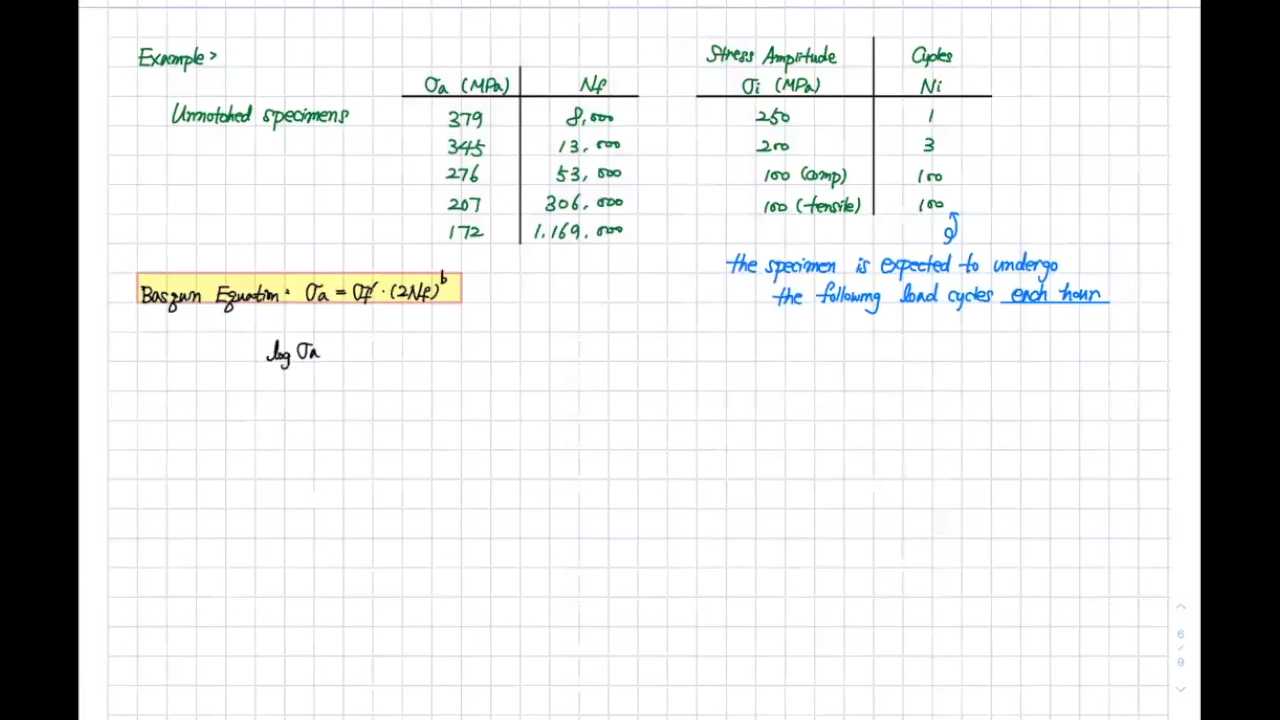 Example>
Unnotched specimens
σa (MPa) Nf
379 8,000
345 13,000
276 53,000
207 306,000
172 1.169.000
Stress Amplitude Cycles
σi (MPa) Ni
250 1
200 3
100 (comp) 100
100 (tensile) 100
the specimen is expected to undergo
the following load cycles each hour
Basquin Equation: σa = σf' · (2Nf)^b
log σa
6
/
9